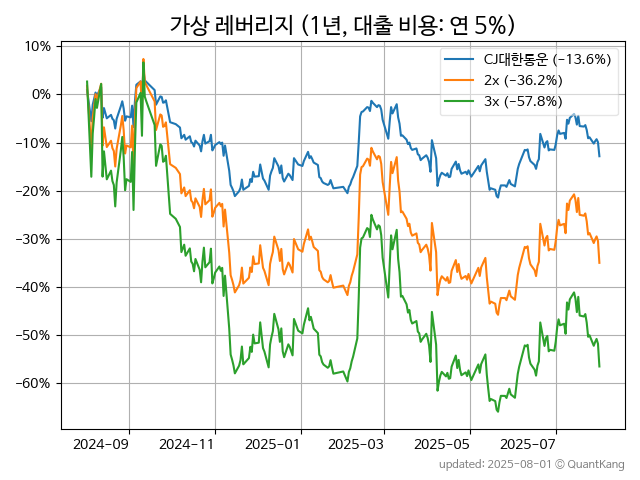 가상 레버리지 (1년, 대출 비용: 연 5%)
CJ대한통운 (−13.6%)
2x (−36.2%)
3x (−57.8%)
10%
0%
−10%
−20%
−30%
−40%
−50%
−60%
2024-09
2024-11
2025-01
2025-03
2025-05
2025-07
updated: 2025-08-01 © QuantKang